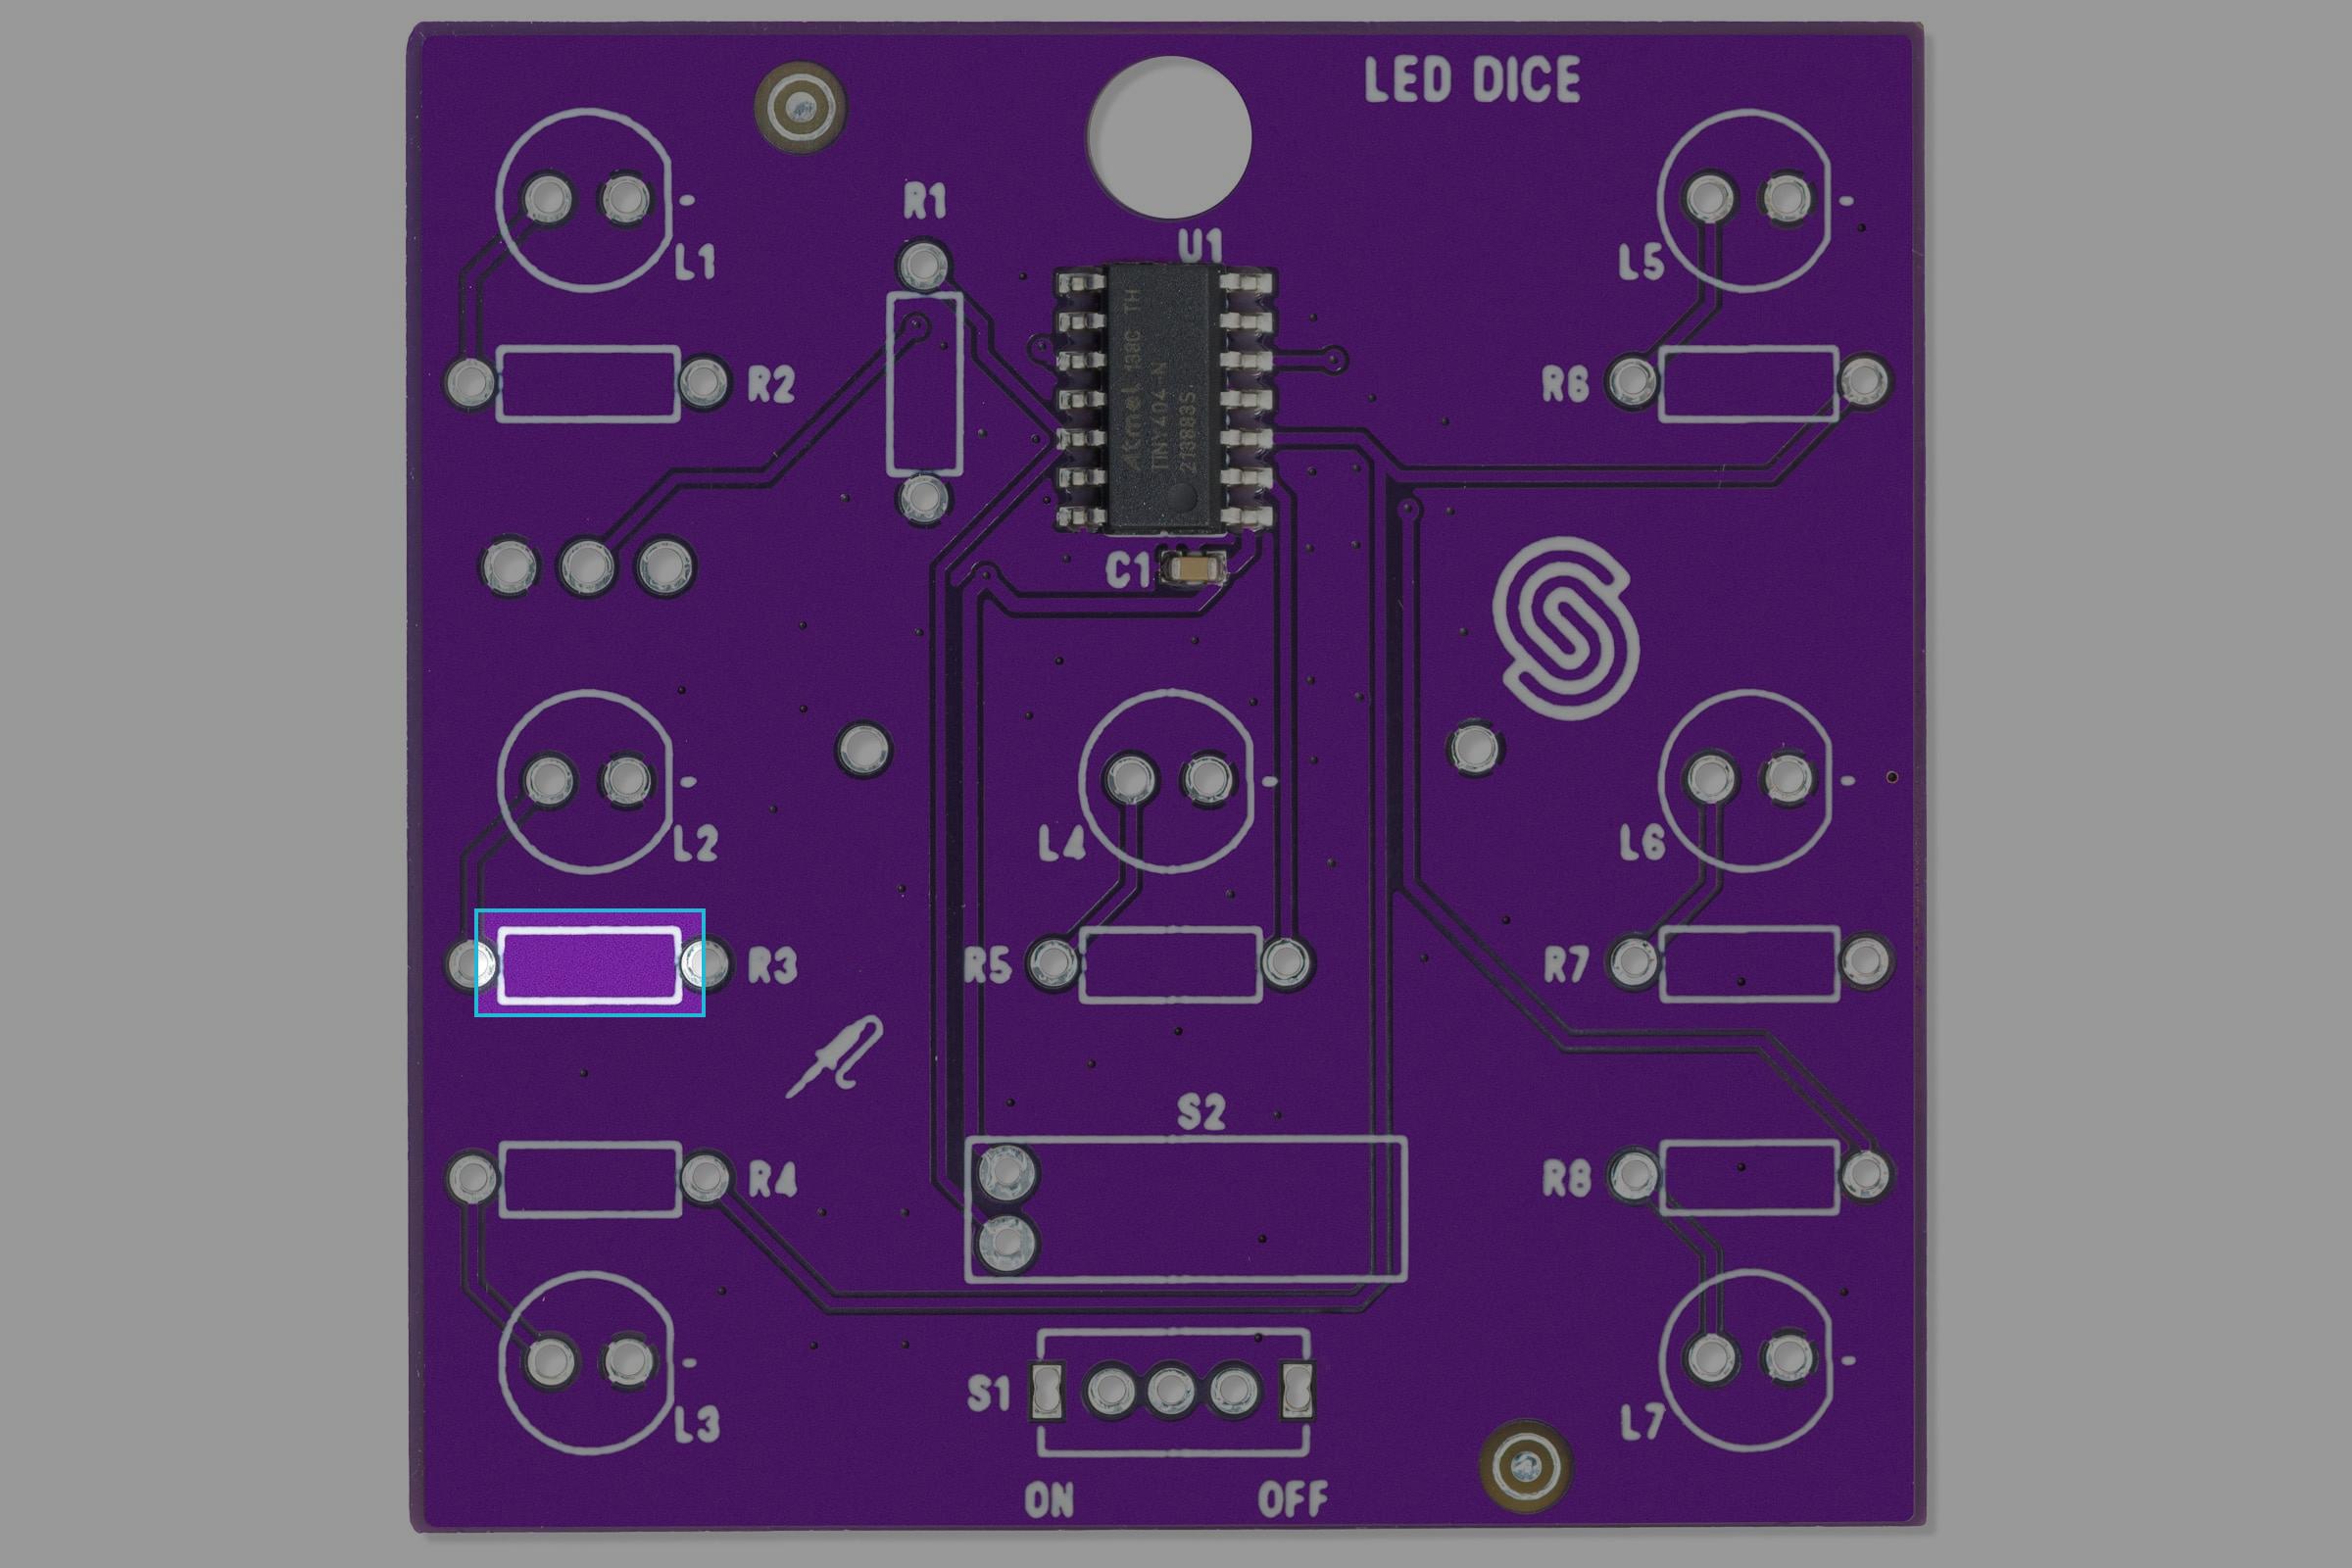 LED DICE
R1
U1
L1
L5
R2
R6
Atmel 138C TH
TINY404-N
213883S
C1
L2
L4
L6
R3
R5
R7
S2
R4
R8
S1
L3
L7
ON OFF